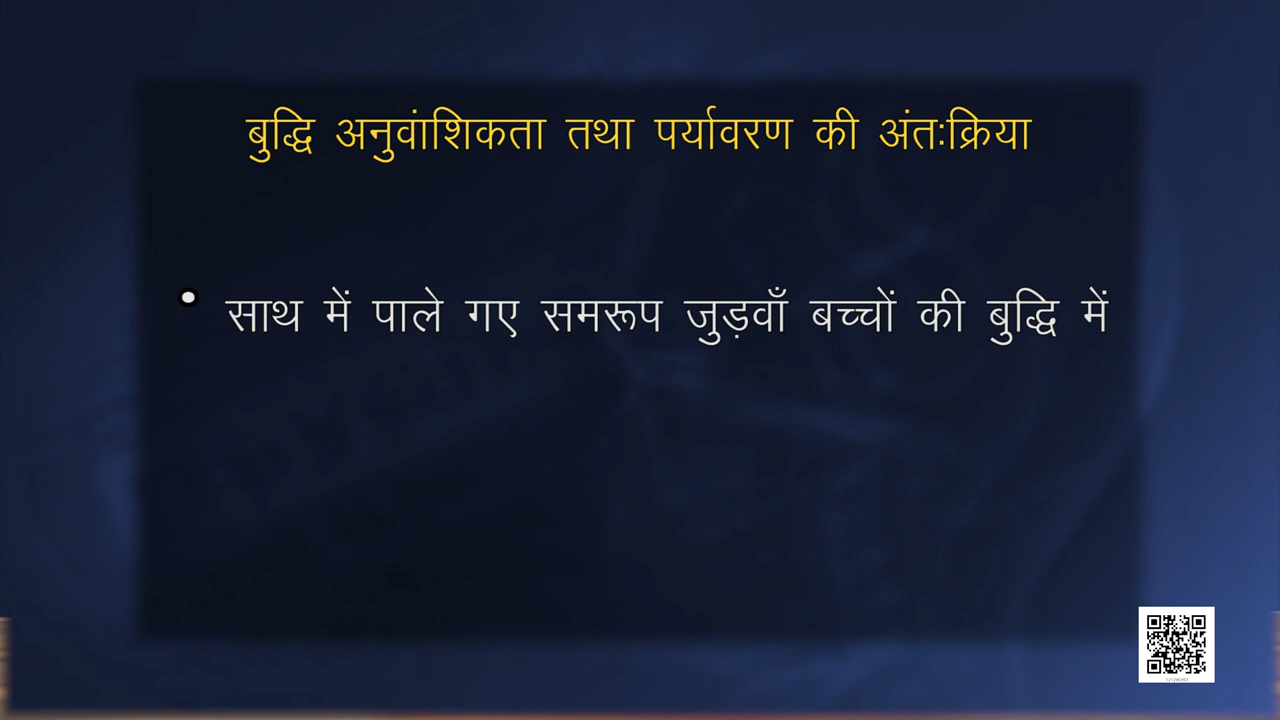 बुद्धि अनुवांशिकता तथा पर्यावरण की अंतःक्रिया
• साथ में पाले गए समरूप जुड़वाँ बच्चों की बुद्धि में